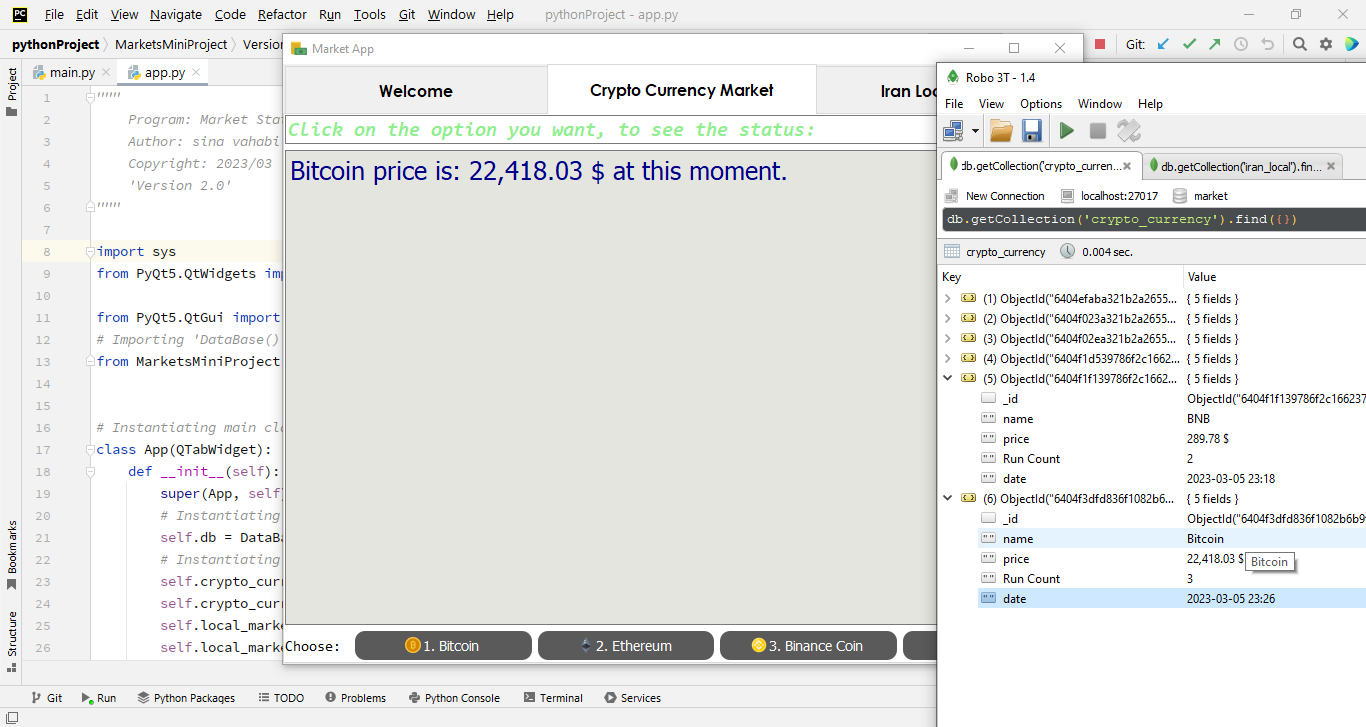 PC File Edit View Navigate Code Refactor Run Tools Git Window Help pythonProject - app.py
pythonProject MarketsMiniProject Version
Git:
Project
main.py app.py
1 """
2 Program: Market Stat
3 Author: sina vahabi
4 Copyright: 2023/03
5 'Version 2.0'
6 """
7
8 import sys
9 from PyQt5.QtWidgets imp
10
11 from PyQt5.QtGui import
12 # Importing 'DataBase()
13 from MarketsMiniProject
14
15
16 # Instantiating main cla
17 class App(QTabWidget):
18 def __init__(self):
19 super(App, self)
20 # Instantiating
21 self.db = DataBa
22 # Instantiating
23 self.crypto_curr
24 self.crypto_curr
25 self.local_marke
26 self.local_marke
Bookmarks
Structure
Git Run Python Packages TODO Problems Python Console Terminal Services
Market App
Welcome Crypto Currency Market Iran Loc
Click on the option you want, to see the status:
Bitcoin price is: 22,418.03 $ at this moment.
Choose: 1. Bitcoin 2. Ethereum 3. Binance Coin
Robo 3T - 1.4
File View Options Window Help
db.getCollection('crypto_curren... db.getCollection('iran_local').fin...
New Connection localhost:27017 market
db.getCollection('crypto_currency').find({})
crypto_currency 0.004 sec.
Key Value
(1) ObjectId("6404efaba321b2a2655... { 5 fields }
(2) ObjectId("6404f023a321b2a2655... { 5 fields }
(3) ObjectId("6404f02ea321b2a2655... { 5 fields }
(4) ObjectId("6404f1d539786f2c1662... { 5 fields }
(5) ObjectId("6404f1f139786f2c1662... { 5 fields }
_id ObjectId("6404f1f139786f2c166237
name BNB
price 289.78 $
Run Count 2
date 2023-03-05 23:18
(6) ObjectId("6404f3dfd836f1082b6... { 5 fields }
_id ObjectId("6404f3dfd836f1082b6b9
name Bitcoin
price 22,418.03 $
Bitcoin
Run Count 3
date 2023-03-05 23:26